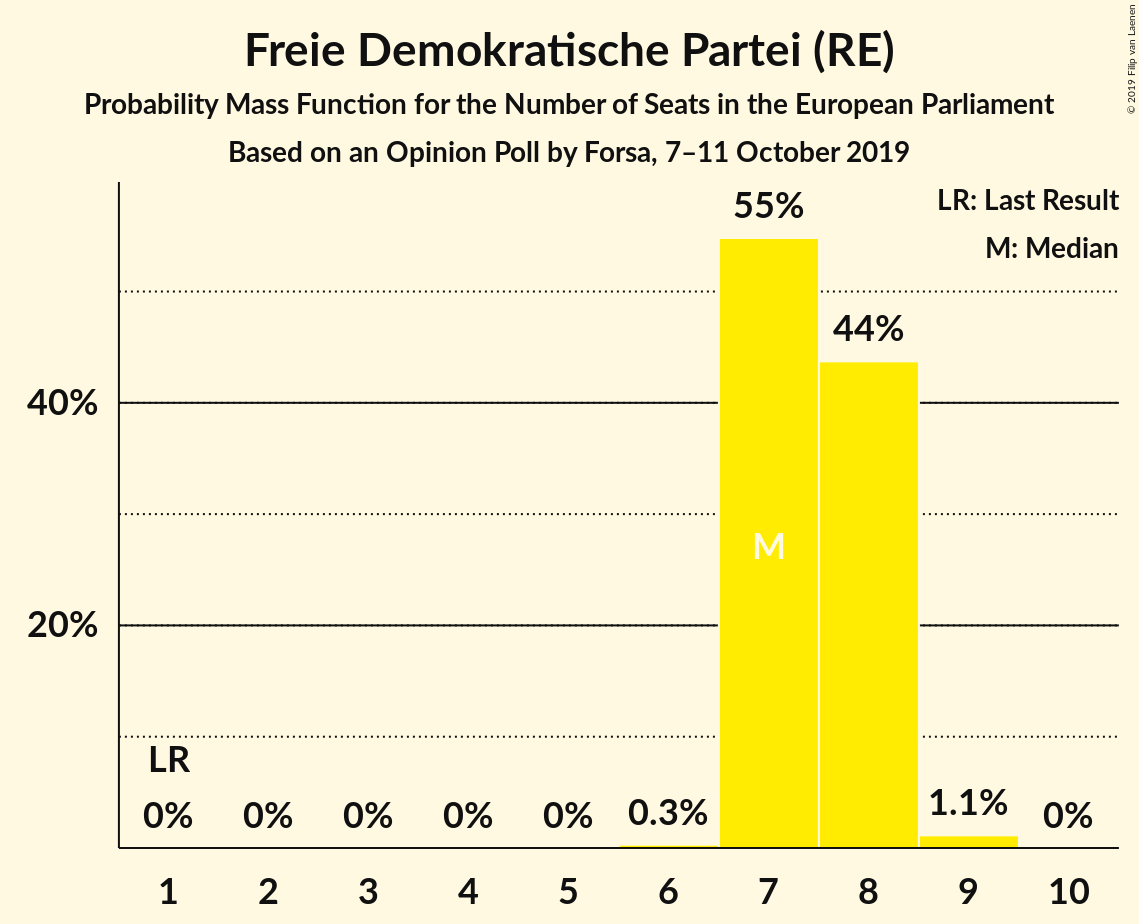 Freie Demokratische Partei (RE)
Probability Mass Function for the Number of Seats in the European Parliament
Based on an Opinion Poll by Forsa, 7–11 October 2019
© 2019 Filip van Laenen
LR: Last Result
M: Median
55%
44%
40%
M
20%
LR
0% 0% 0% 0% 0% 0.3% 1.1% 0%
1 2 3 4 5 6 7 8 9 10